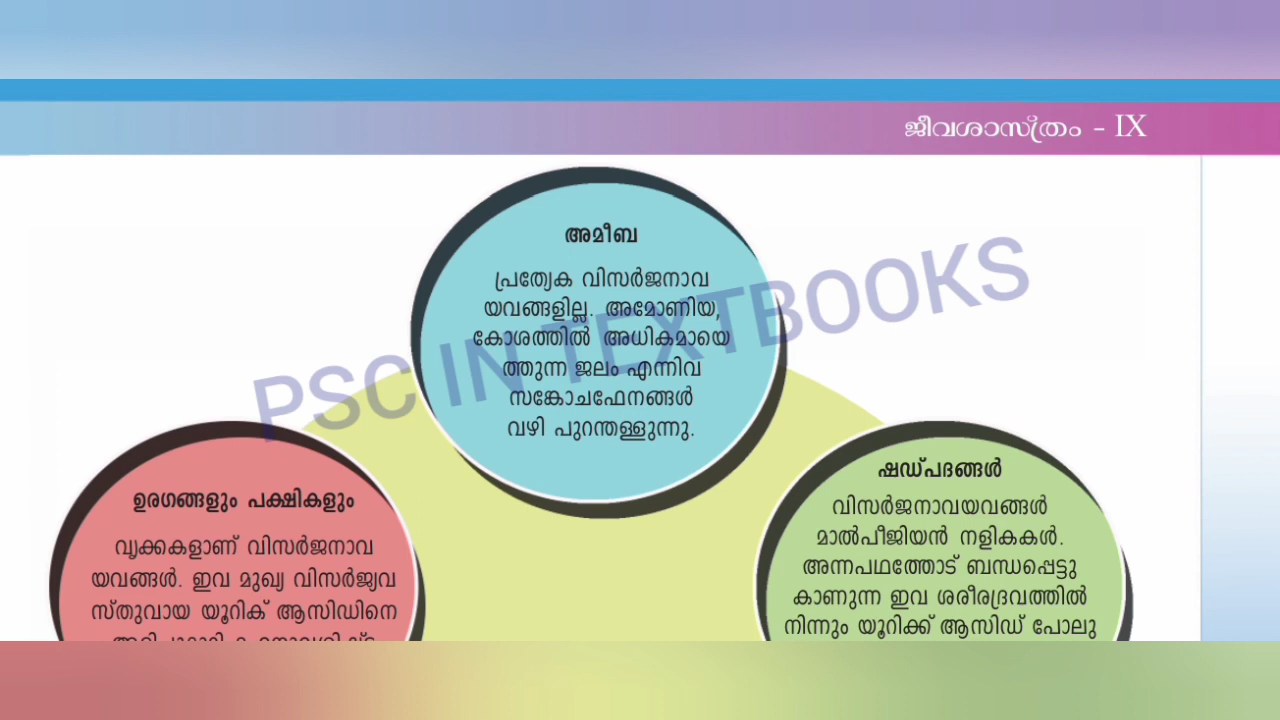 ജീവശാസ്ത്രം - IX
അമീബ
പ്രത്യേക വിസർജനാവ
യവങ്ങളില്ല. അമോണിയ,
കോശത്തിൽ അധികമായെ
ത്തുന്ന ജലം എന്നിവ
സങ്കോചഫേനങ്ങൾ
വഴി പുറന്തള്ളുന്നു.
PSC IN TEXTBOOKS
ഉരഗങ്ങളും പക്ഷികളും
വൃക്കകളാണ് വിസർജനാവ
യവങ്ങൾ. ഇവ മുഖ്യ വിസർജ്യവ
സ്തുവായ യൂറിക് ആസിഡിനെ
ഷഡ്പദങ്ങൾ
വിസർജനാവയവങ്ങൾ
മാൽപീജിയൻ നളികകൾ.
അന്നപഥത്തോട് ബന്ധപ്പെട്ടു
കാണുന്ന ഇവ ശരീരദ്രവത്തിൽ
നിന്നും യൂറിക്ക് ആസിഡ് പോലു